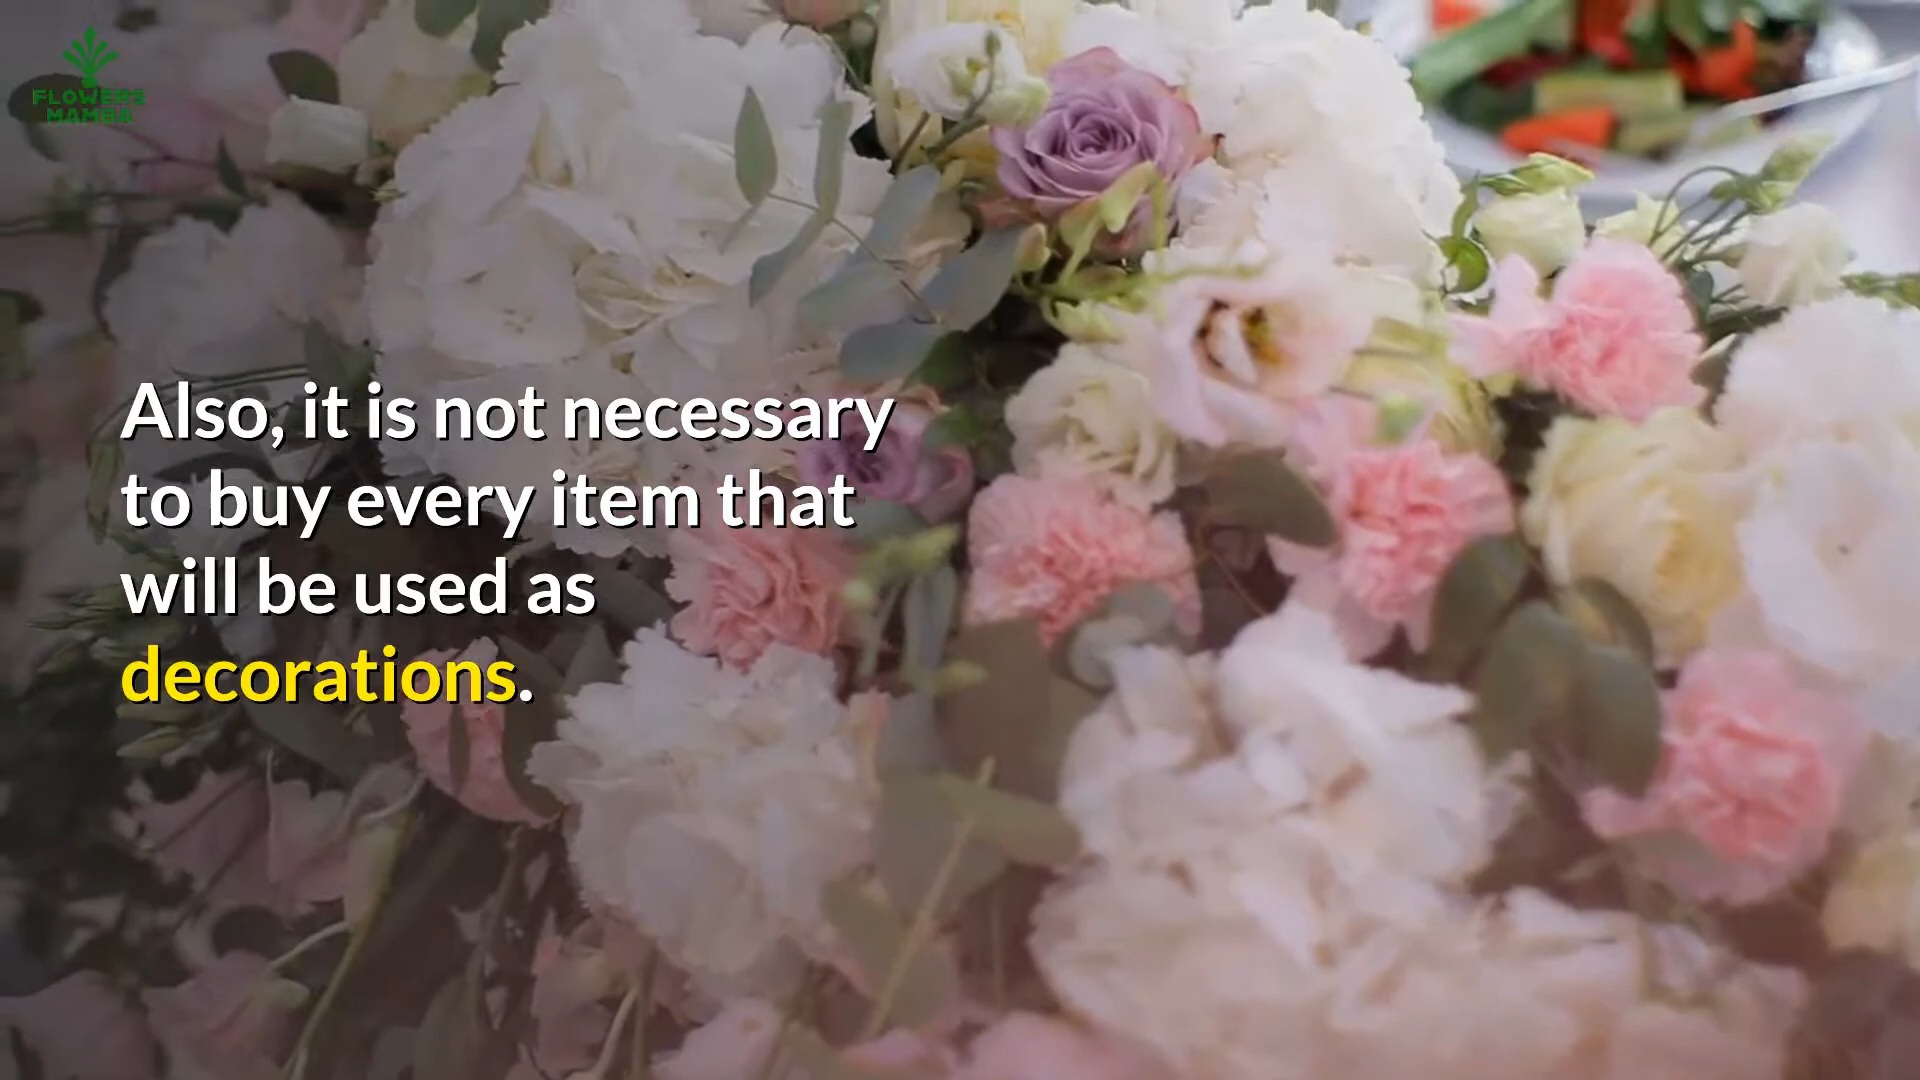 FLOWERS
MAMBA
Also, it is not necessary
to buy every item that
will be used as
decorations.